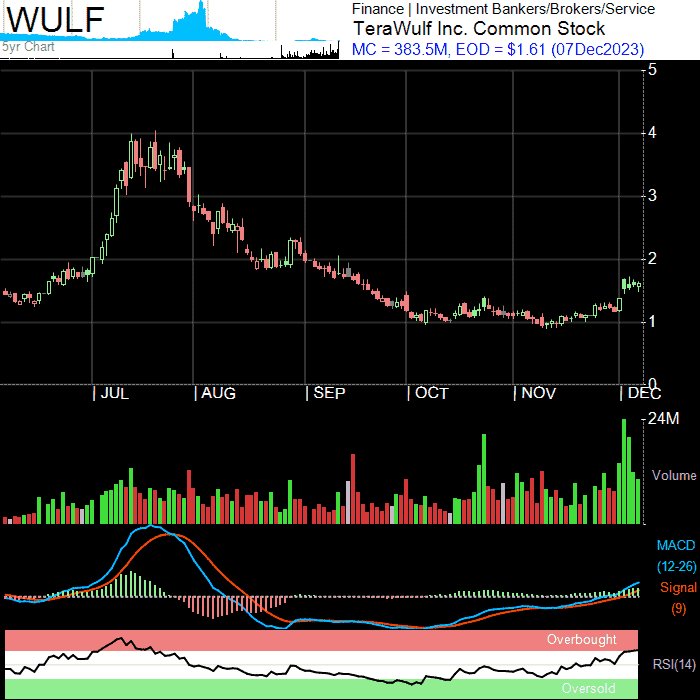 WULF
5yr Chart
Finance | Investment Bankers/Brokers/Service
TeraWulf Inc. Common Stock
MC = 383.5M, EOD = $1.61 (07Dec2023)
5
4
3
2
1
0
| JUL | AUG | SEP | OCT | NOV | DEC
24M
Volume
MACD
(12-26)
Signal
(9)
Overbought
RSI(14)
Oversold